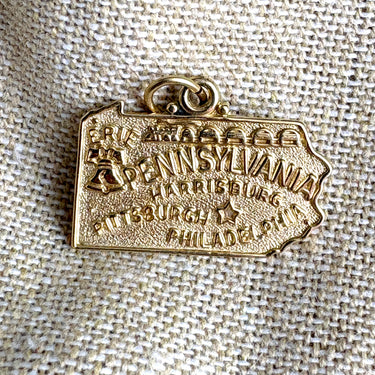 ERIE
PENNSYLVANIA
HARRISBURG
PITTSBURGH
PHILADELPHIA